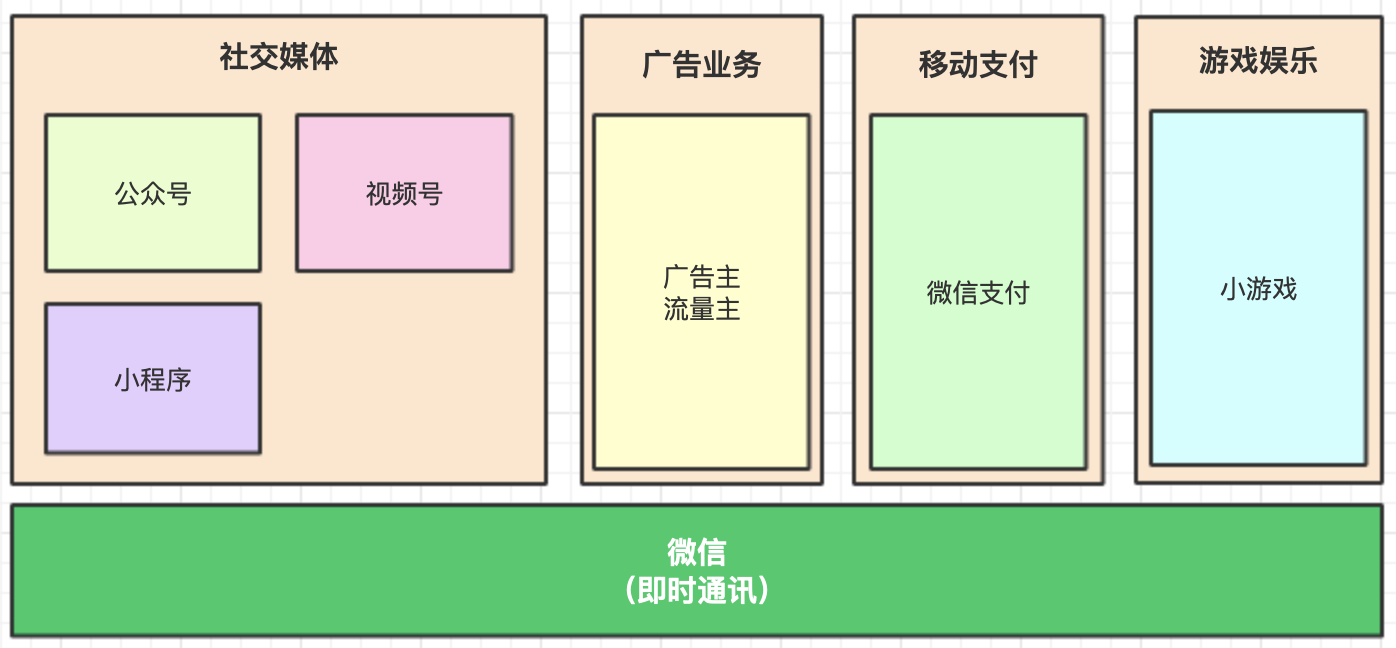 社交媒体
公众号
视频号
小程序
广告业务
广告主
流量主
移动支付
微信支付
游戏娱乐
小游戏
微信
（即时通讯）